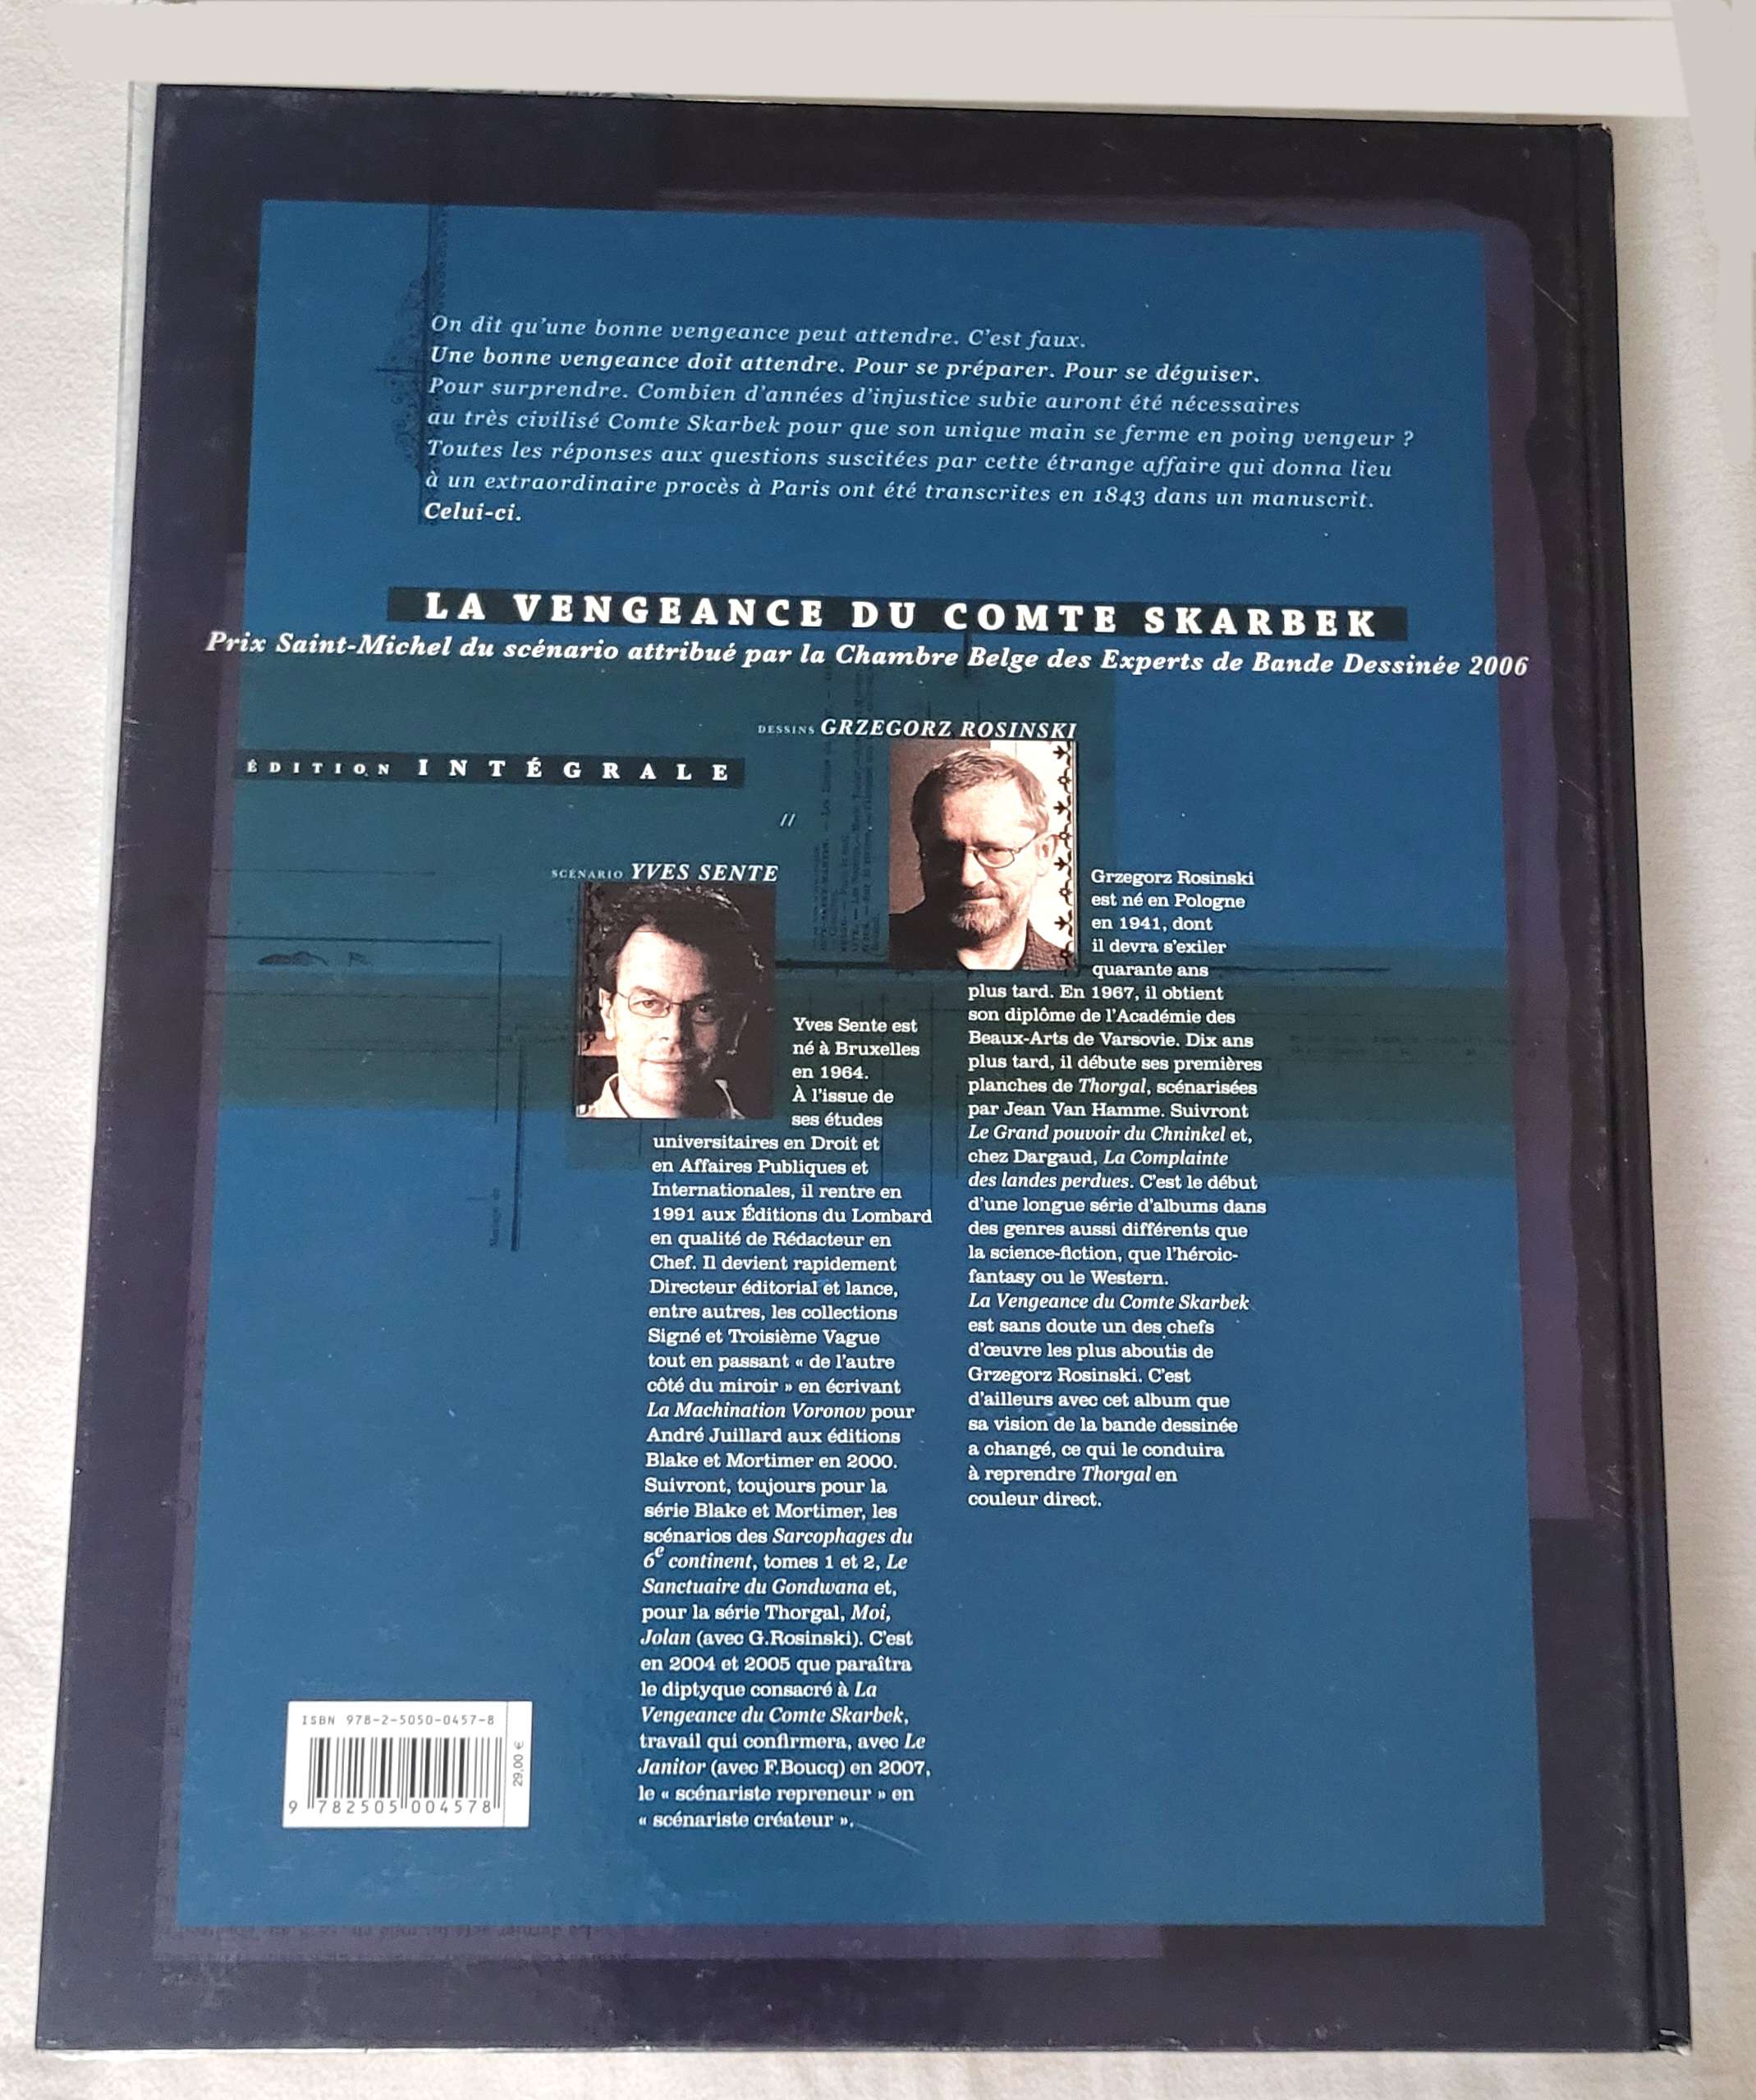 On dit qu'une bonne vengeance peut attendre. C'est faux.
Une bonne vengeance doit attendre. Pour se préparer. Pour se déguiser.
Pour surprendre. Combien d'années d'injustice subie auront été nécessaires
au très civilisé Comte Skarbek pour que son unique main se ferme en poing vengeur ?
Toutes les réponses aux questions suscitées par cette étrange affaire qui donna lieu
à un extraordinaire procès à Paris ont été transcrites en 1843 dans un manuscrit.
Celui-ci.
LA VENGEANCE DU COMTE SKARBEK
Prix Saint-Michel du scénario attribué par la Chambre Belge des Experts de Bande Dessinée 2006
DESSINS GRZEGORZ ROSINSKI
ÉDITION INTÉGRALE
//
SCÉNARIO YVES SENTE
Grzegorz Rosinski
est né en Pologne
en 1941, dont
il devra s'exiler
quarante ans
plus tard. En 1967, il obtient
son diplôme de l'Académie des
Beaux-Arts de Varsovie. Dix ans
plus tard, il débute ses premières
planches de Thorgal, scénarisées
par Jean Van Hamme. Suivront
Le Grand pouvoir du Chninkel et,
chez Dargaud, La Complainte
des landes perdues. C'est le début
d'une longue série d'albums dans
des genres aussi différents que
la science-fiction, que l'héroic-
fantasy ou le Western.
La Vengeance du Comte Skarbek
est sans doute un des chefs
d'œuvre les plus aboutis de
Grzegorz Rosinski. C'est
d'ailleurs avec cet album que
sa vision de la bande dessinée
a changé, ce qui le conduira
à reprendre Thorgal en
couleur direct.
Yves Sente est
né à Bruxelles
en 1964.
À l'issue de
ses études
universitaires en Droit et
en Affaires Publiques et
Internationales, il rentre en
1991 aux Éditions du Lombard
en qualité de Rédacteur en
Chef. Il devient rapidement
Directeur éditorial et lance,
entre autres, les collections
Signé et Troisième Vague
tout en passant « de l'autre
côté du miroir » en écrivant
La Machination Voronov pour
André Juillard aux éditions
Blake et Mortimer en 2000.
Suivront, toujours pour la
série Blake et Mortimer, les
scénarios des Sarcophages du
6e continent, tomes 1 et 2, Le
Sanctuaire du Gondwana et,
pour la série Thorgal, Moi,
Jolan (avec G.Rosinski). C'est
en 2004 et 2005 que paraîtra
le diptyque consacré à La
Vengeance du Comte Skarbek,
travail qui confirmera, avec Le
Janitor (avec F.Boucq) en 2007,
le « scénariste repreneur » en
« scénariste créateur ».
ISBN 978-2-5050-0457-8
29,00 €
9 782505 004578